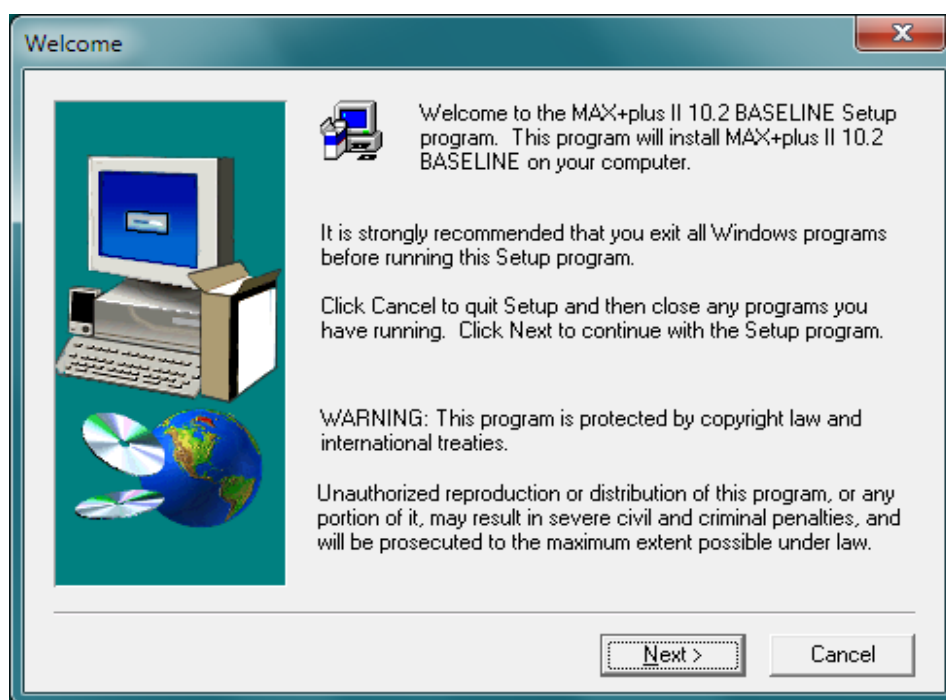 Welcome
Welcome to the MAX+plus II 10.2 BASELINE Setup
program.  This program will install MAX+plus II 10.2
BASELINE on your computer.
It is strongly recommended that you exit all Windows programs
before running this Setup program.
Click Cancel to quit Setup and then close any programs you
have running.  Click Next to continue with the Setup program.
WARNING: This program is protected by copyright law and
international treaties.
Unauthorized reproduction or distribution of this program, or any
portion of it, may result in severe civil and criminal penalties, and
will be prosecuted to the maximum extent possible under law.
Next >
Cancel